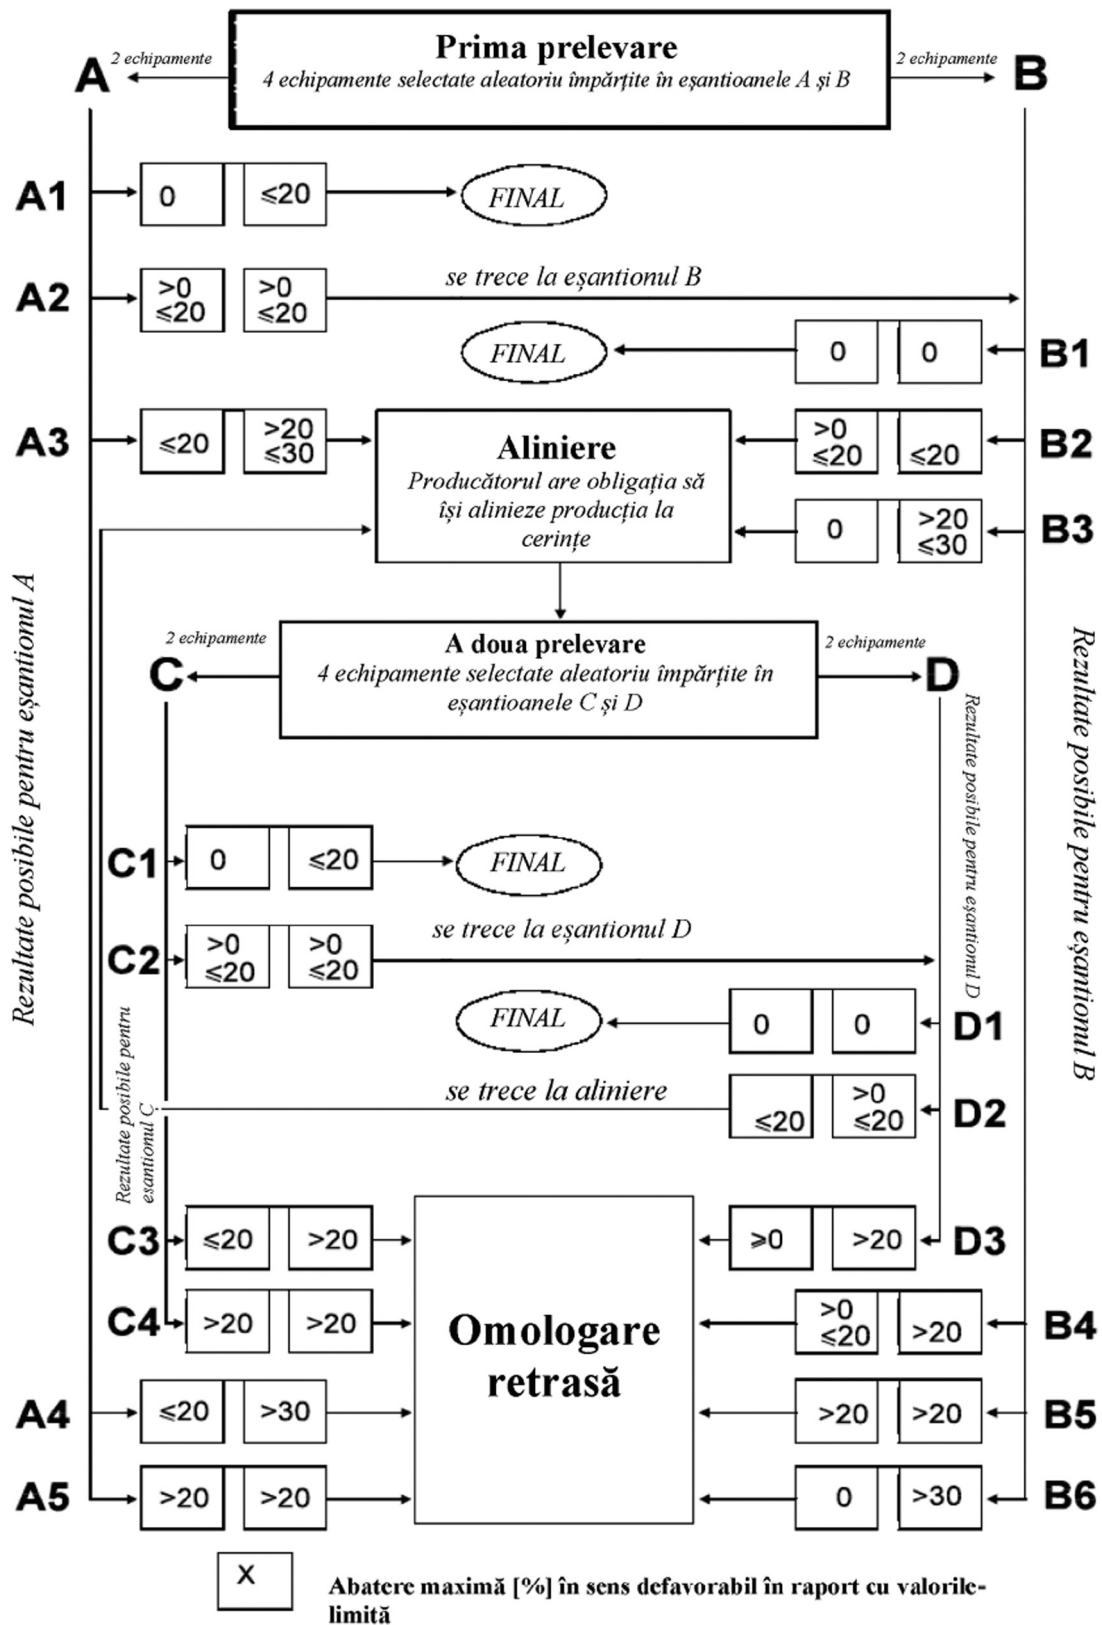 Prima prelevare
4 echipamente selectate aleatoriu împărțite în eșantioanele A și B
A
2 echipamente
2 echipamente
B
A1
0
≤20
FINAL
A2
>0
≤20
>0
≤20
se trece la eșantionul B
FINAL
0
0
B1
A3
≤20
>20
≤30
Aliniere
Producătorul are obligația să
își alinieze producția la
cerințe
>0
≤20
≤20
B2
0
>20
≤30
B3
Rezultate posibile pentru eșantionul A
Rezultate posibile pentru eșantionul B
2 echipamente
C
A doua prelevare
4 echipamente selectate aleatoriu împărțite în
eșantioanele C și D
2 echipamente
D
Rezultate posibile pentru eșantionul D
C1
0
≤20
FINAL
C2
>0
≤20
>0
≤20
se trece la eșantionul D
FINAL
0
0
D1
se trece la aliniere
≤20
>0
≤20
D2
Rezultate posibile pentru
esantionul C
C3
≤20
>20
Omologare
retrasă
≥0
>20
D3
C4
>20
>20
>0
≤20
>20
B4
A4
≤20
>30
>20
>20
B5
A5
>20
>20
0
>30
B6
X
Abatere maximă [%] în sens defavorabil în raport cu valorile-
limită